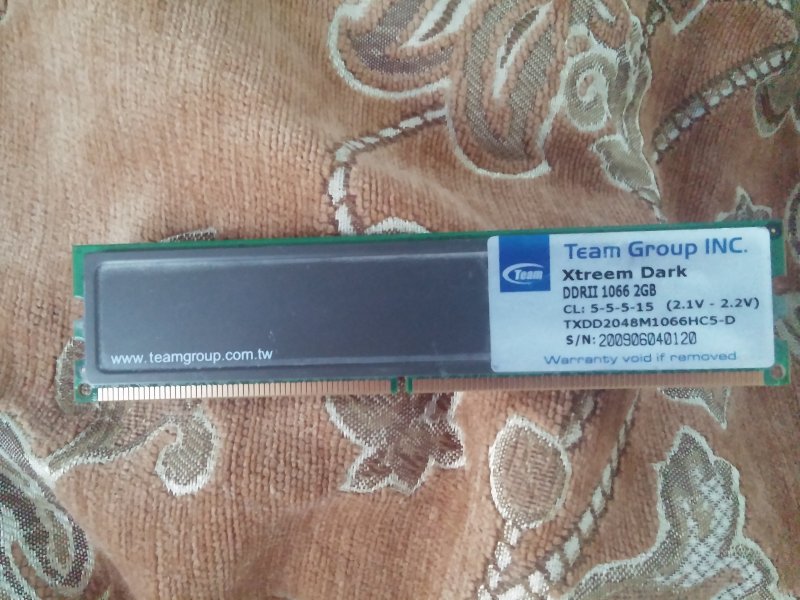 Team
Team Group INC.
Xtreem Dark
DDRII 1066 2GB
CL: 5-5-5-15 (2.1V - 2.2V)
TXDD2048M1066HC5-D
S/N: 200906040120
Warranty void if removed
www.teamgroup.com.tw